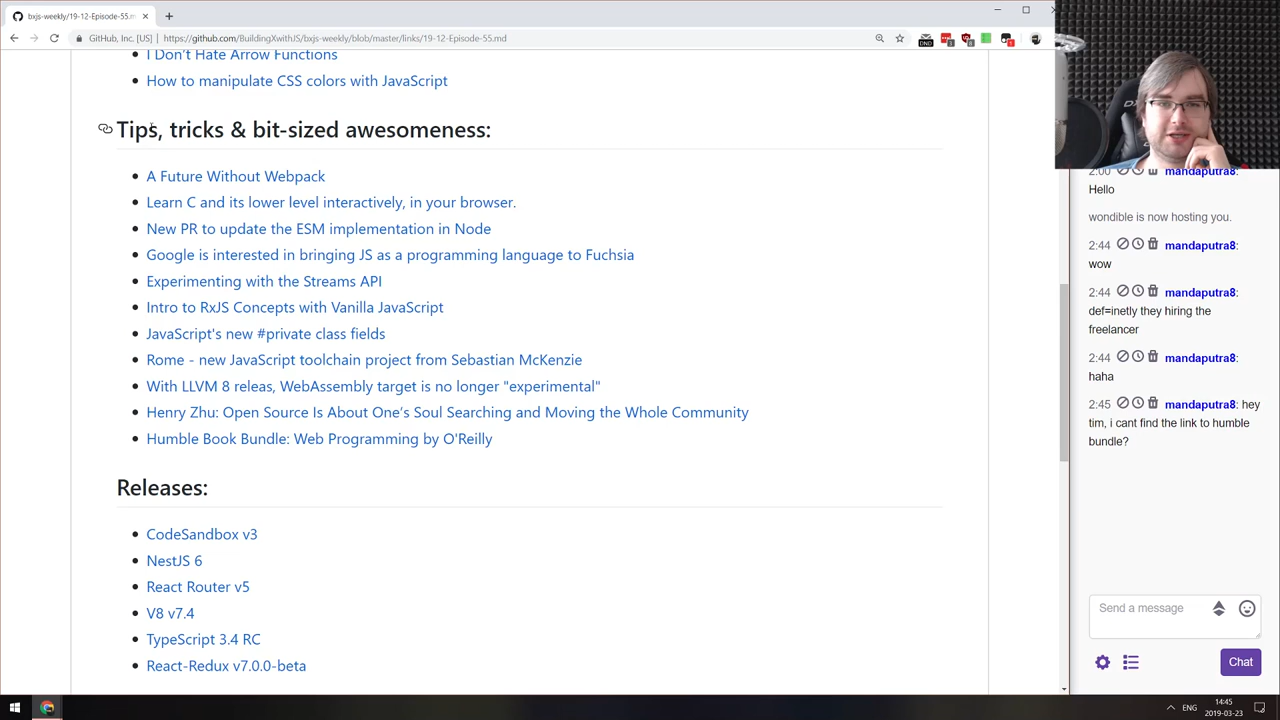 bxjs-weekly/19-12-Episode-55.m
GitHub, Inc. [US]
https://github.com/BuildingXwithJS/bxjs-weekly/blob/master/links/19-12-Episode-55.md
DND
I Don't Hate Arrow Functions
How to manipulate CSS colors with JavaScript
Tips, tricks & bit-sized awesomeness:
A Future Without Webpack
Learn C and its lower level interactively, in your browser.
New PR to update the ESM implementation in Node
Google is interested in bringing JS as a programming language to Fuchsia
Experimenting with the Streams API
Intro to RxJS Concepts with Vanilla JavaScript
JavaScript's new #private class fields
Rome - new JavaScript toolchain project from Sebastian McKenzie
With LLVM 8 releas, WebAssembly target is no longer "experimental"
Henry Zhu: Open Source Is About One's Soul Searching and Moving the Whole Community
Humble Book Bundle: Web Programming by O'Reilly
Releases:
CodeSandbox v3
NestJS 6
React Router v5
V8 v7.4
TypeScript 3.4 RC
React-Redux v7.0.0-beta
2:00 mandaputra8:
Hello
wondible is now hosting you.
2:44 mandaputra8:
wow
2:44 mandaputra8:
def=inetly they hiring the
freelancer
2:44 mandaputra8:
haha
2:45 mandaputra8: hey
tim, i cant find the link to humble
bundle?
Send a message
Chat
ENG
14:45
2019-03-23